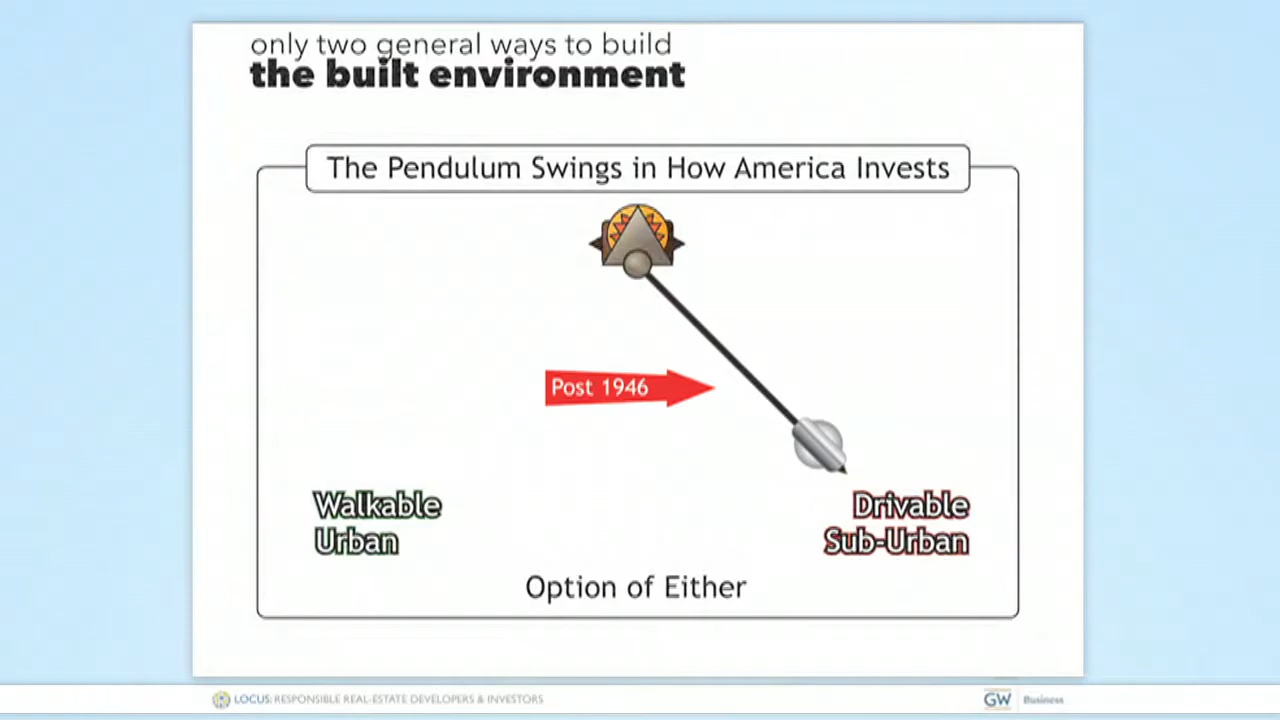 only two general ways to build
the built environment
The Pendulum Swings in How America Invests
Post 1946
Walkable
Urban
Drivable
Sub-Urban
Option of Either
LOCUS: RESPONSIBLE REAL-ESTATE DEVELOPERS & INVESTORS
GW Business